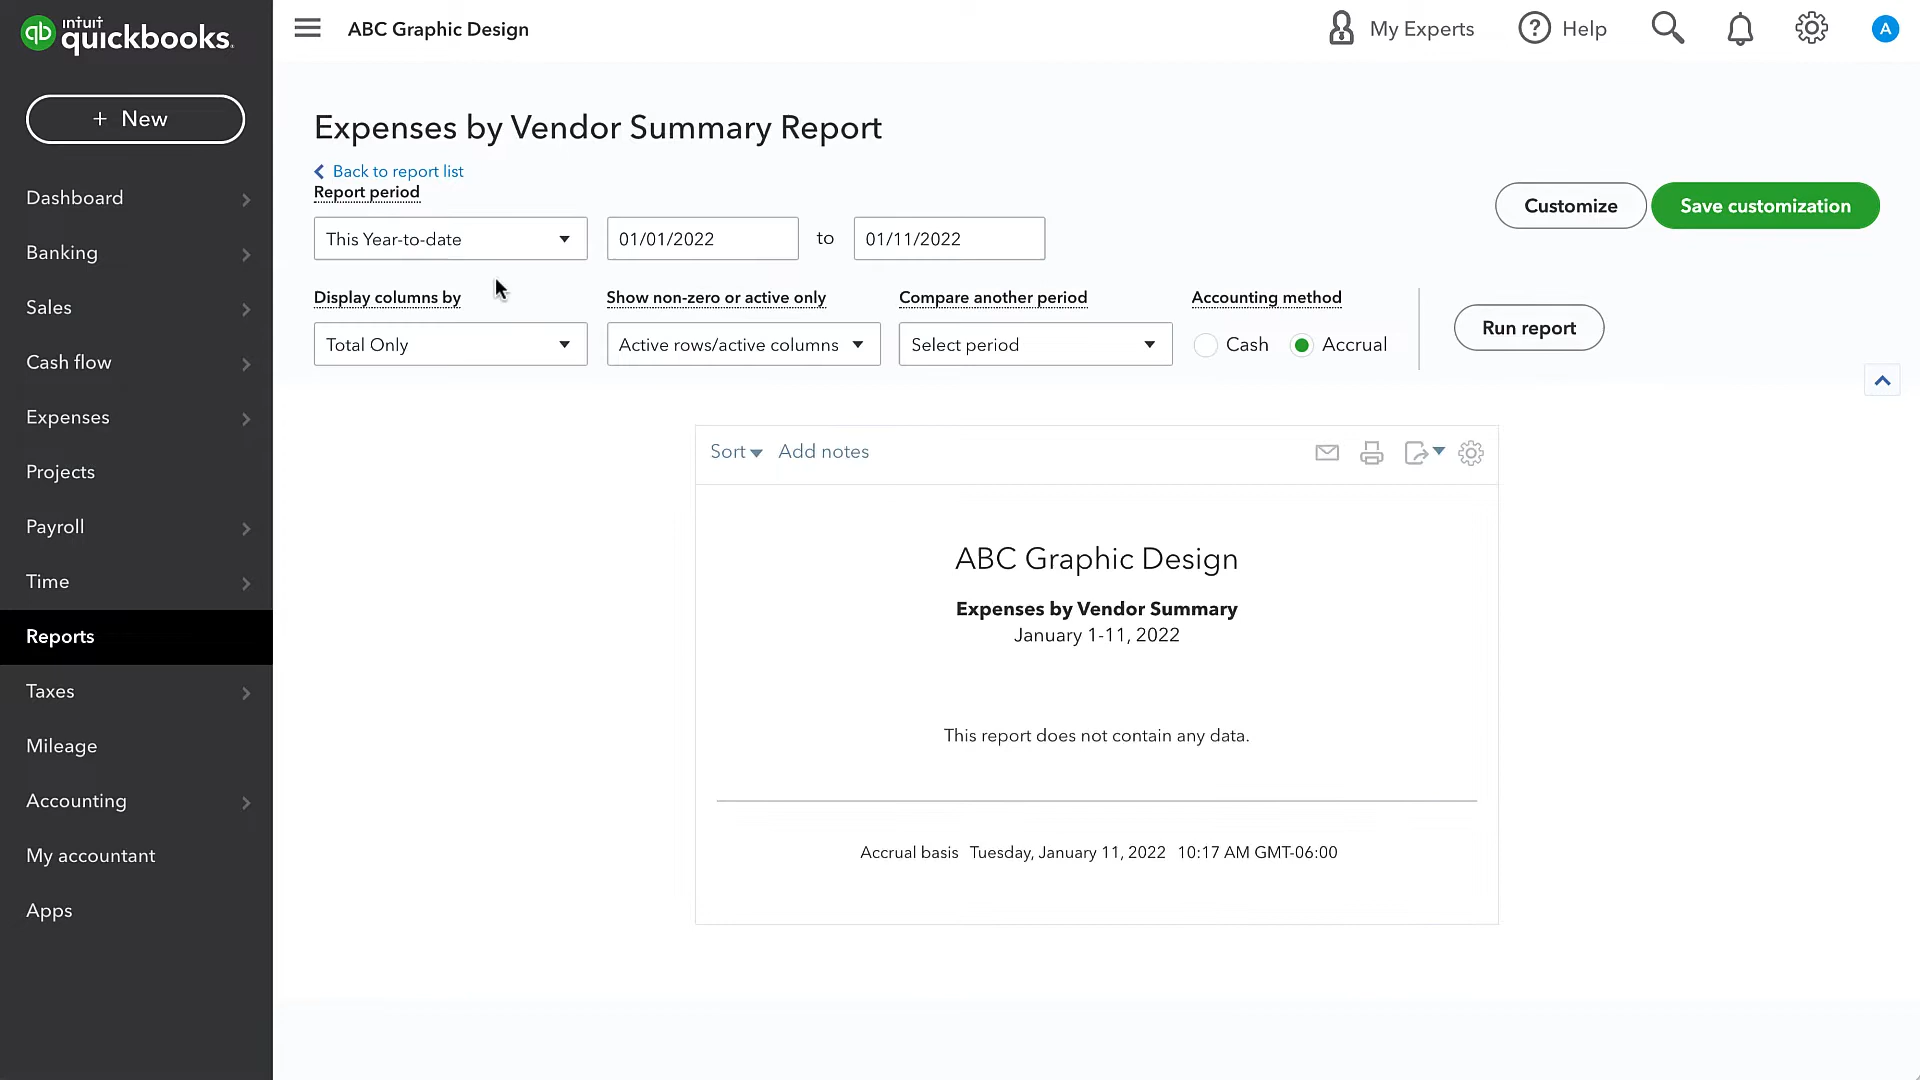 intuit
quickbooks.
ABC Graphic Design
My Experts
Help
A
+ New
Dashboard
Banking
Sales
Cash flow
Expenses
Projects
Payroll
Time
Reports
Taxes
Mileage
Accounting
My accountant
Apps
Expenses by Vendor Summary Report
Back to report list
Report period
This Year-to-date 01/01/2022 to 01/11/2022
Customize Save customization
Display columns by Show non-zero or active only Compare another period Accounting method
Total Only Active rows/active columns Select period Cash Accrual
Run report
Sort Add notes
ABC Graphic Design
Expenses by Vendor Summary
January 1-11, 2022
This report does not contain any data.
Accrual basis Tuesday, January 11, 2022 10:17 AM GMT-06:00